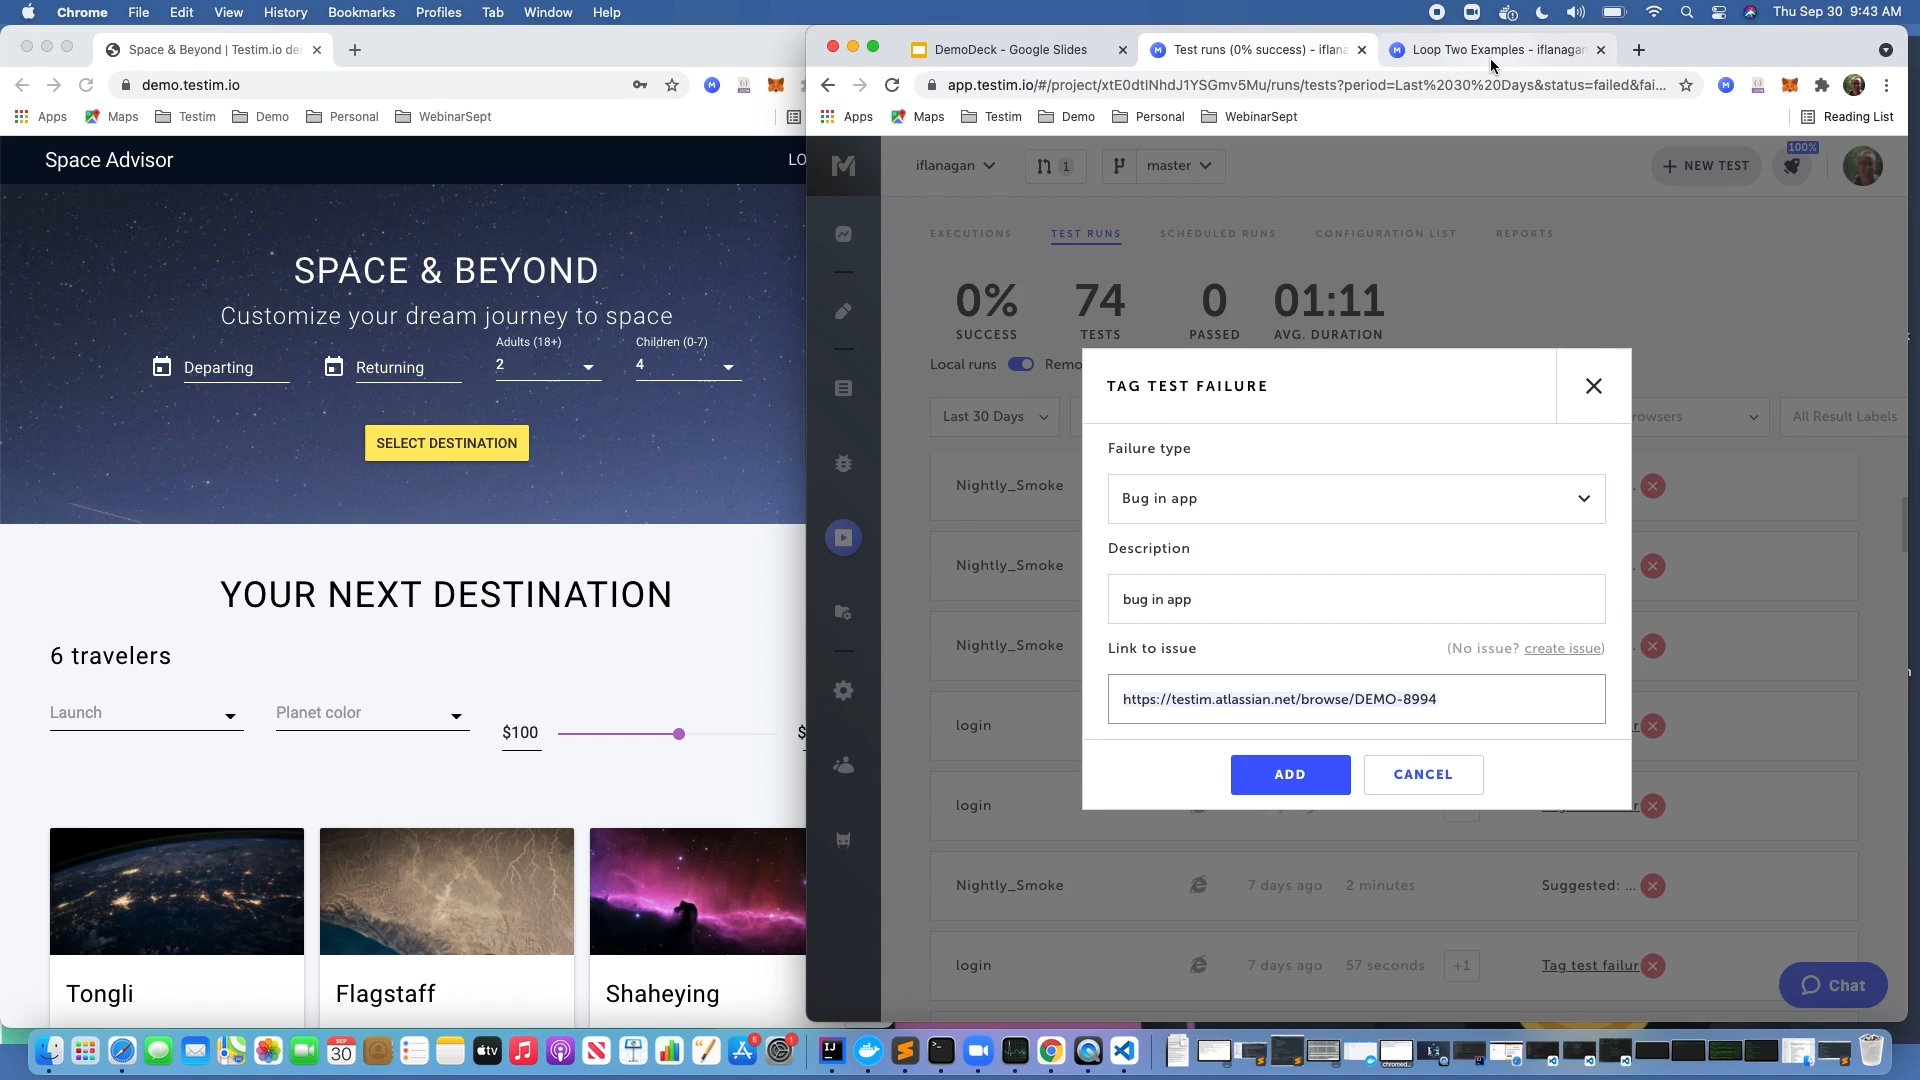 Chrome File Edit View History Bookmarks Profiles Tab Window Help
Thu Sep 30 9:43 AM
Space & Beyond | Testim.io de
demo.testim.io
Apps Maps Testim Demo Personal WebinarSept
Space Advisor
LO
SPACE & BEYOND
Customize your dream journey to space
Departing
Returning
Adults (18+)
2
Children (0-7)
4
SELECT DESTINATION
YOUR NEXT DESTINATION
6 travelers
Launch
Planet color
$100
$
Tongli
Flagstaff
Shaheying
DemoDeck - Google Slides
Test runs (0% success) - iflana
Loop Two Examples - iflanagan
app.testim.io/#/project/xtE0dtlNhdJ1YSGmv5Mu/runs/tests?period=Last%2030%20Days&status=failed&fai...
Apps Maps Testim Demo Personal WebinarSept
Reading List
iflanagan
1
master
NEW TEST
100%
EXECUTIONS TEST RUNS SCHEDULED RUNS CONFIGURATION LIST REPORTS
0% 74 0 01:11
SUCCESS TESTS PASSED AVG. DURATION
Local runs Remo
Last 30 Days
rowsers
All Result Labels
Nightly_Smoke
Nightly_Smoke
Nightly_Smoke
login
login
Nightly_Smoke 7 days ago 2 minutes Suggested: ...
login 7 days ago 57 seconds +1 Tag test failur
TAG TEST FAILURE
Failure type
Bug in app
Description
bug in app
Link to issue
(No issue? create issue)
https://testim.atlassian.net/browse/DEMO-8994
ADD
CANCEL
Chat
SEP
30
tv
6
1
IJ